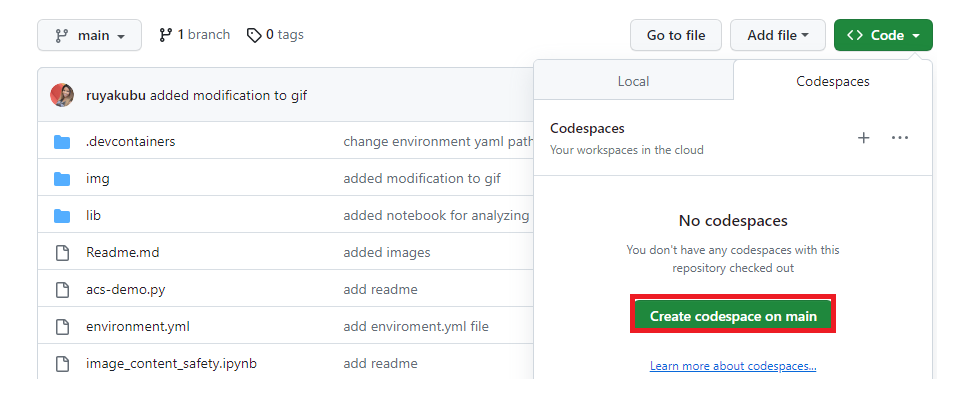 main
1 branch
0 tags
Go to file
Add file
<> Code
Local
Codespaces
ruyakubu added modification to gif
Codespaces
Your workspaces in the cloud
.devcontainers change environment yaml path
img added modification to gif
lib added notebook for analyzing
Readme.md added images
acs-demo.py add readme
environment.yml add enviroment.yml file
image_content_safety.ipynb add readme
No codespaces
You don't have any codespaces with this
repository checked out
Create codespace on main
Learn more about codespaces...